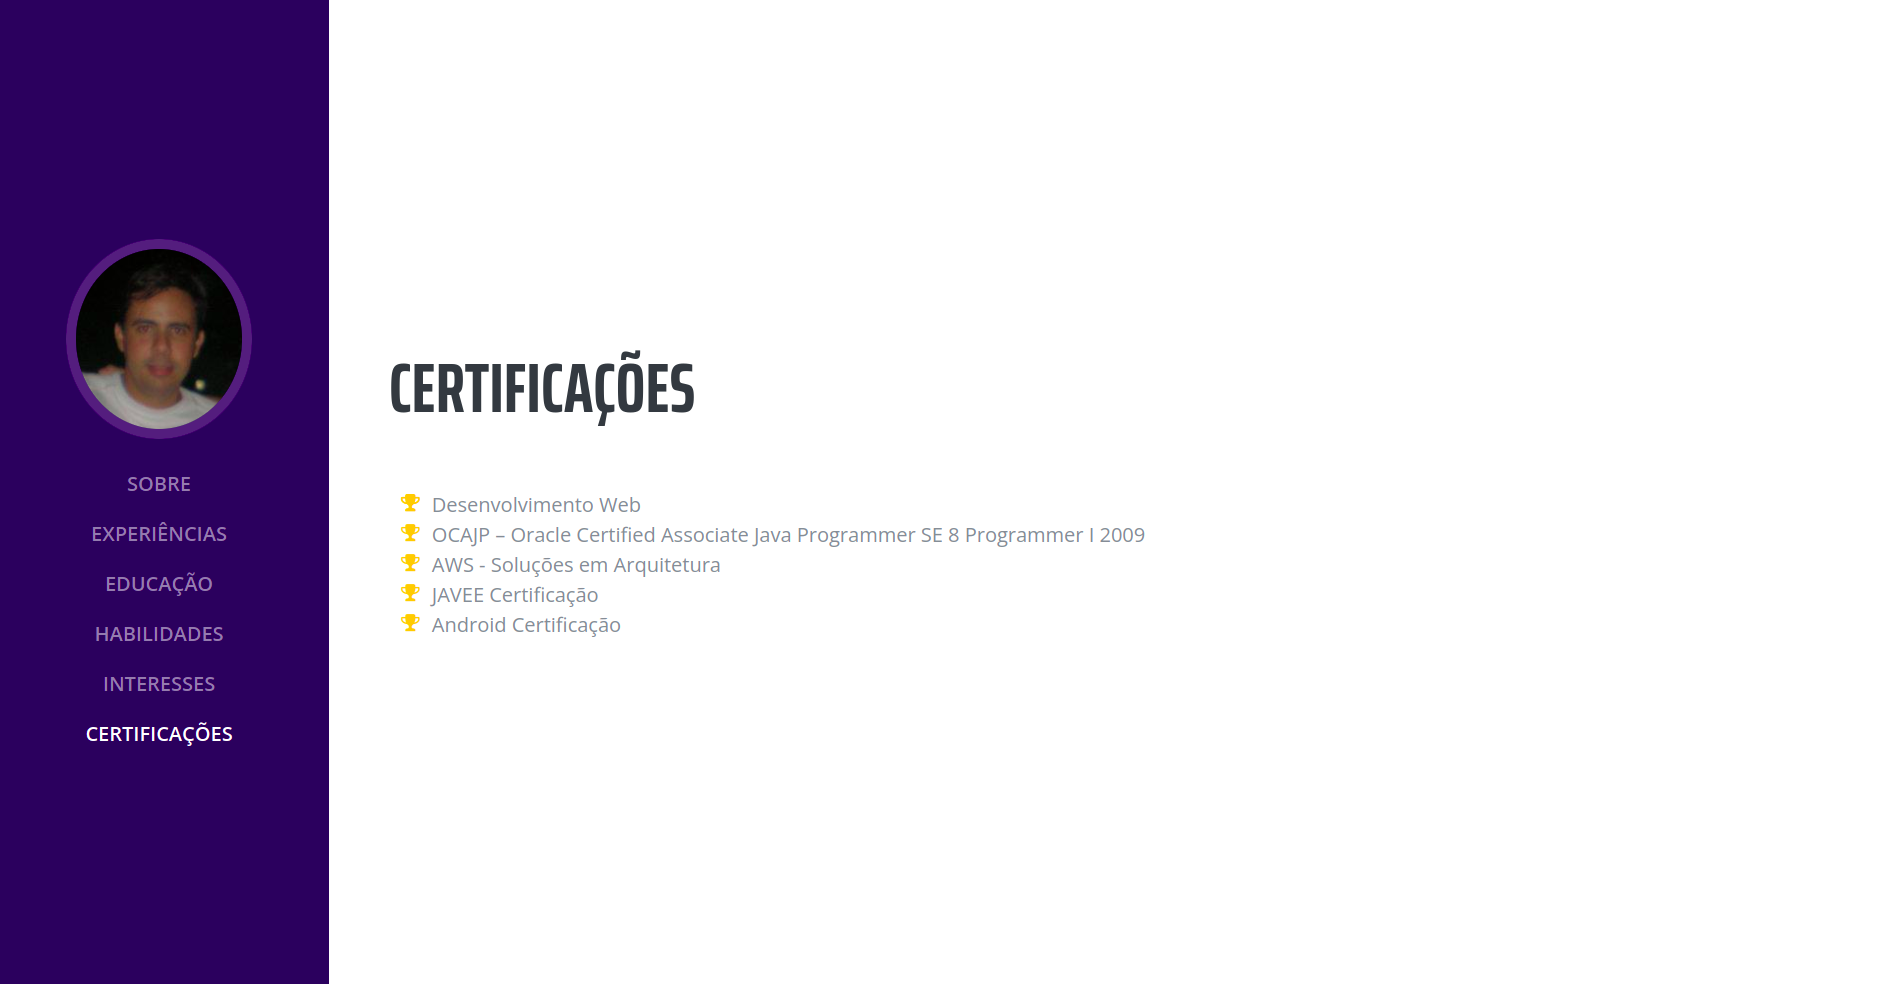 SOBRE
EXPERIÊNCIAS
EDUCAÇÃO
HABILIDADES
INTERESSES
CERTIFICAÇÕES
CERTIFICAÇÕES
Desenvolvimento Web
OCAJP – Oracle Certified Associate Java Programmer SE 8 Programmer I 2009
AWS - Soluções em Arquitetura
JAVEE Certificação
Android Certificação